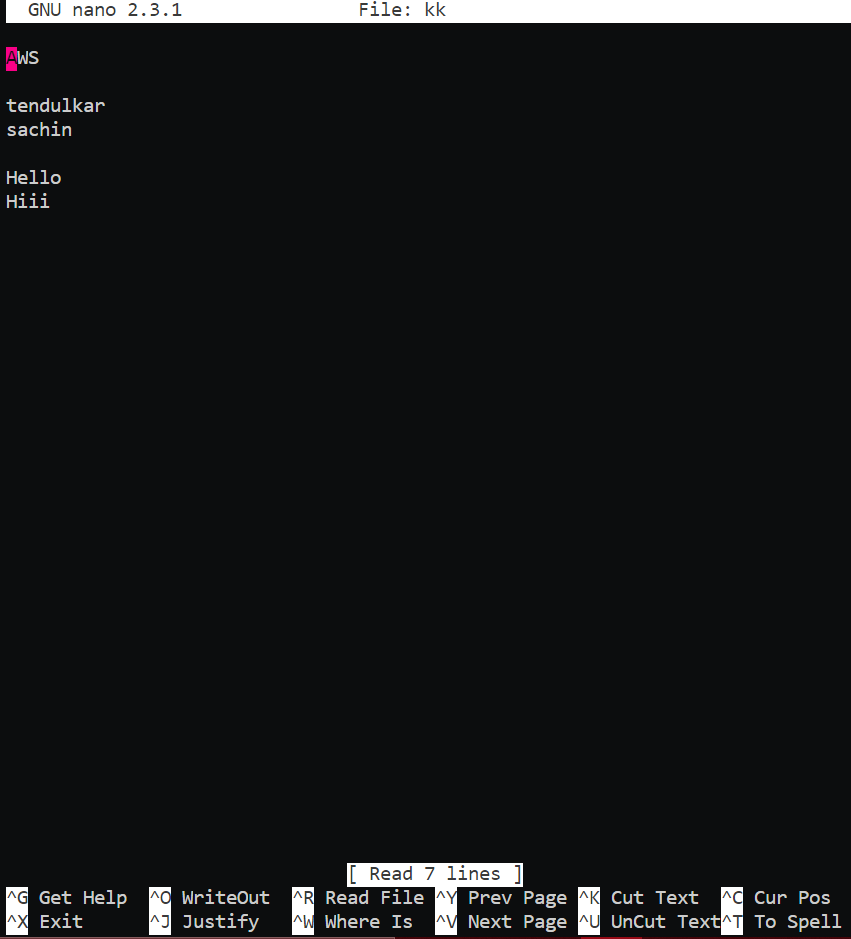 GNU nano 2.3.1 File: kk
AWS
tendulkar
sachin
Hello
Hiii
[ Read 7 lines ]
^G Get Help ^O WriteOut ^R Read File ^Y Prev Page ^K Cut Text ^C Cur Pos
^X Exit ^J Justify ^W Where Is ^V Next Page ^U UnCut Text ^T To Spell